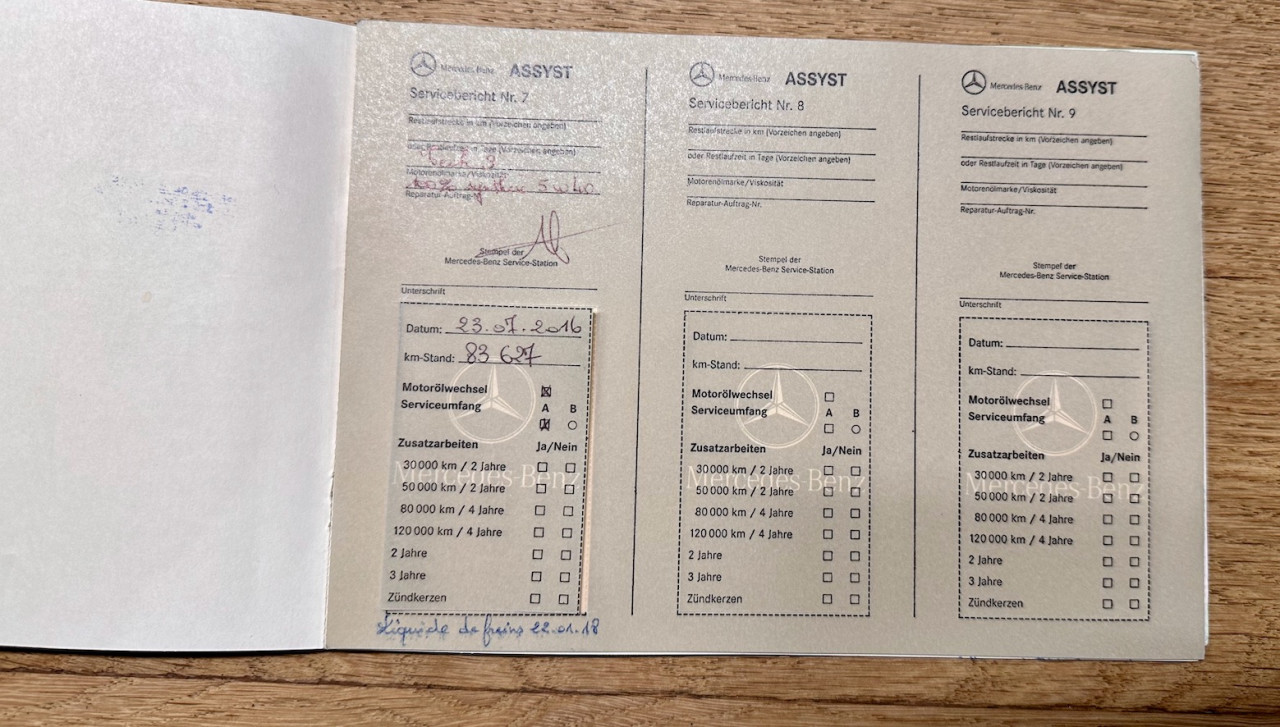 Mercedes-Benz ASSYST
Servicebericht Nr. 7
Restlaufstrecke in km (Vorzeichen angeben)
oder Restlaufzeit in Tage (Vorzeichen angeben)
Motorenölmarke/Viskosität
100% 5W40
Reparatur-Auftrag-Nr.
Stempel der
Mercedes-Benz Service-Station
Unterschrift
Datum: 23.07.2016
km-Stand: 83 627
Motorölwechsel
Serviceumfang A B
Zusatzarbeiten Ja/Nein
30 000 km / 2 Jahre
50 000 km / 2 Jahre
80 000 km / 4 Jahre
120 000 km / 4 Jahre
2 Jahre
3 Jahre
Zündkerzen
Mercedes-Benz
Liquide de freins 22.01.18
Mercedes-Benz ASSYST
Servicebericht Nr. 8
Restlaufstrecke in km (Vorzeichen angeben)
oder Restlaufzeit in Tage (Vorzeichen angeben)
Motorenölmarke/Viskosität
Reparatur-Auftrag-Nr.
Stempel der
Mercedes-Benz Service-Station
Unterschrift
Datum:
km-Stand:
Motorölwechsel
Serviceumfang A B
Zusatzarbeiten Ja/Nein
30 000 km / 2 Jahre
50 000 km / 2 Jahre
80 000 km / 4 Jahre
120 000 km / 4 Jahre
2 Jahre
3 Jahre
Zündkerzen
Mercedes-Benz
Mercedes-Benz ASSYST
Servicebericht Nr. 9
Restlaufstrecke in km (Vorzeichen angeben)
oder Restlaufzeit in Tage (Vorzeichen angeben)
Motorenölmarke/Viskosität
Reparatur-Auftrag-Nr.
Stempel der
Mercedes-Benz Service-Station
Unterschrift
Datum:
km-Stand:
Motorölwechsel
Serviceumfang A B
Zusatzarbeiten Ja/Nein
30 000 km / 2 Jahre
50 000 km / 2 Jahre
80 000 km / 4 Jahre
120 000 km / 4 Jahre
2 Jahre
3 Jahre
Zündkerzen
Mercedes-Benz